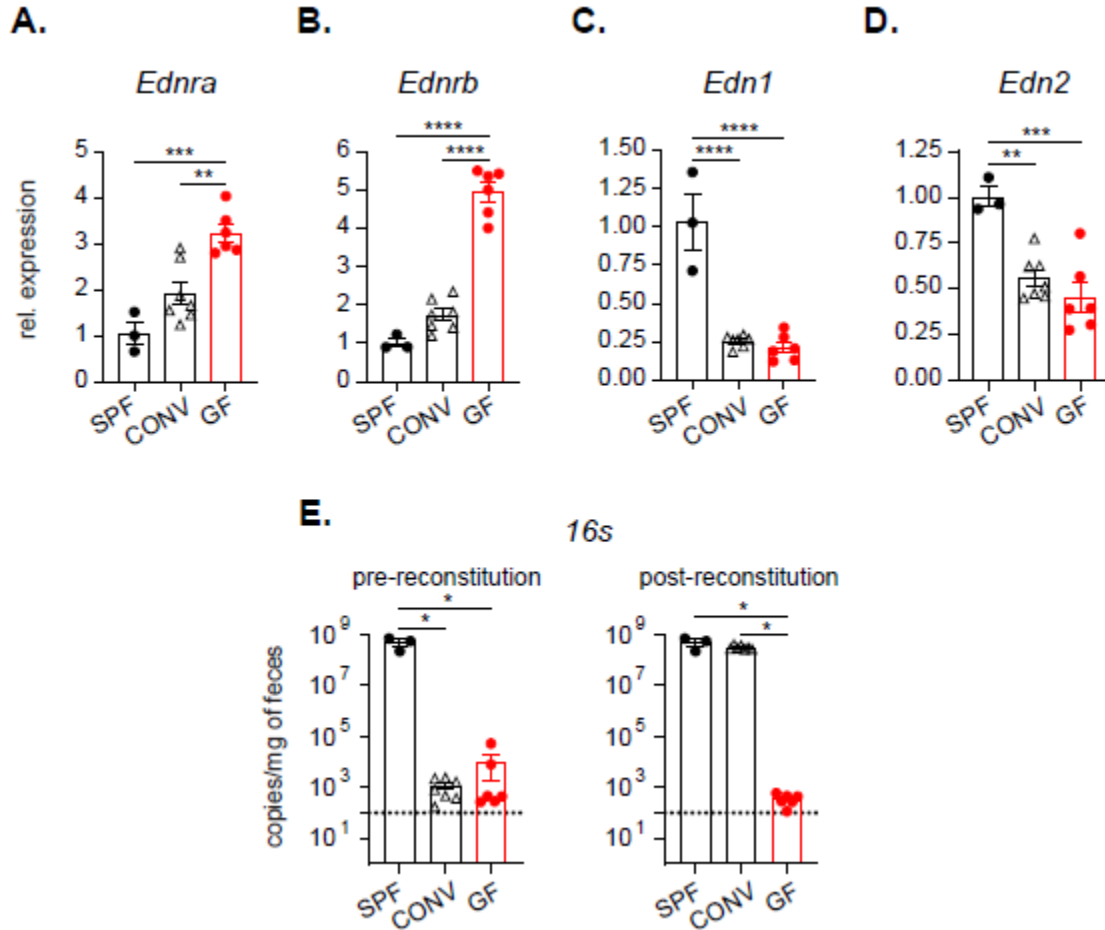 A.
B.
C.
D.
Ednra
Ednrb
Edn1
Edn2
rel. expression
5
4
3
2
1
0
***
**
SPF
CONV
GF
6
5
4
3
2
1
0
****
****
SPF
CONV
GF
1.50
1.25
1.00
0.75
0.50
0.25
0.00
****
****
SPF
CONV
GF
1.25
1.00
0.75
0.50
0.25
0.00
***
**
SPF
CONV
GF
E.
16s
pre-reconstitution
post-reconstitution
copies/mg of feces
10⁹
10⁷
10⁵
10³
10¹
*
*
SPF
CONV
GF
10⁹
10⁷
10⁵
10³
10¹
*
*
SPF
CONV
GF